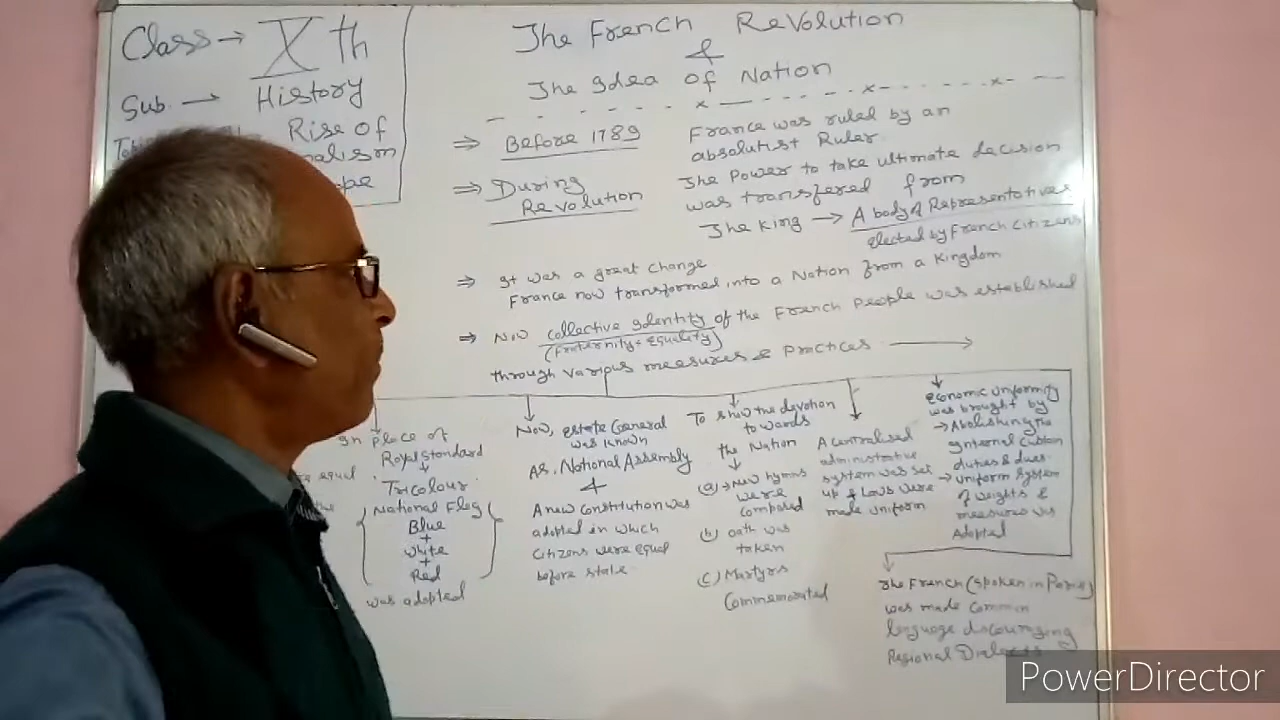 Class → Xth
Sub. → History
Rise of
nalism
ope
The French Revolution
&
The Idea of Nation
⇒ Before 1789 France was ruled by an
absolutist Ruler.
⇒ During Revolution The Power to take ultimate decision
was transfered from
The King → A body of Representatives
elected by French Citizens
⇒ It was a great change
France now transformed into a Nation from a Kingdom
⇒ Now collective Identity of the French People was established
(Fraternity + Equality)
through various measures & Practices →
In place of
Royal Standard
↓
Tricolour
National Flag
Blue
+
White
+
Red
was adopted
equal
Now, estate General
was known
As. National Assembly
&
A new Constitution was
adopted in which
citizens were equal
before state
To show the devotion
towards
the Nation
↓
(a) → New hymns
were
composed
(b) oath was
taken
(c) Martyrs
Commemorated
A centralised
administrative
system was set
up & Laws were
made uniform
Economic uniformity
was brought by
→ Abolishing the
Internal Custom
duties & dues.
→ uniform System
of weights &
measures was
Adopted
The French (spoken in Paris)
was made common
language discouraging
Regional Dialects
PowerDirector